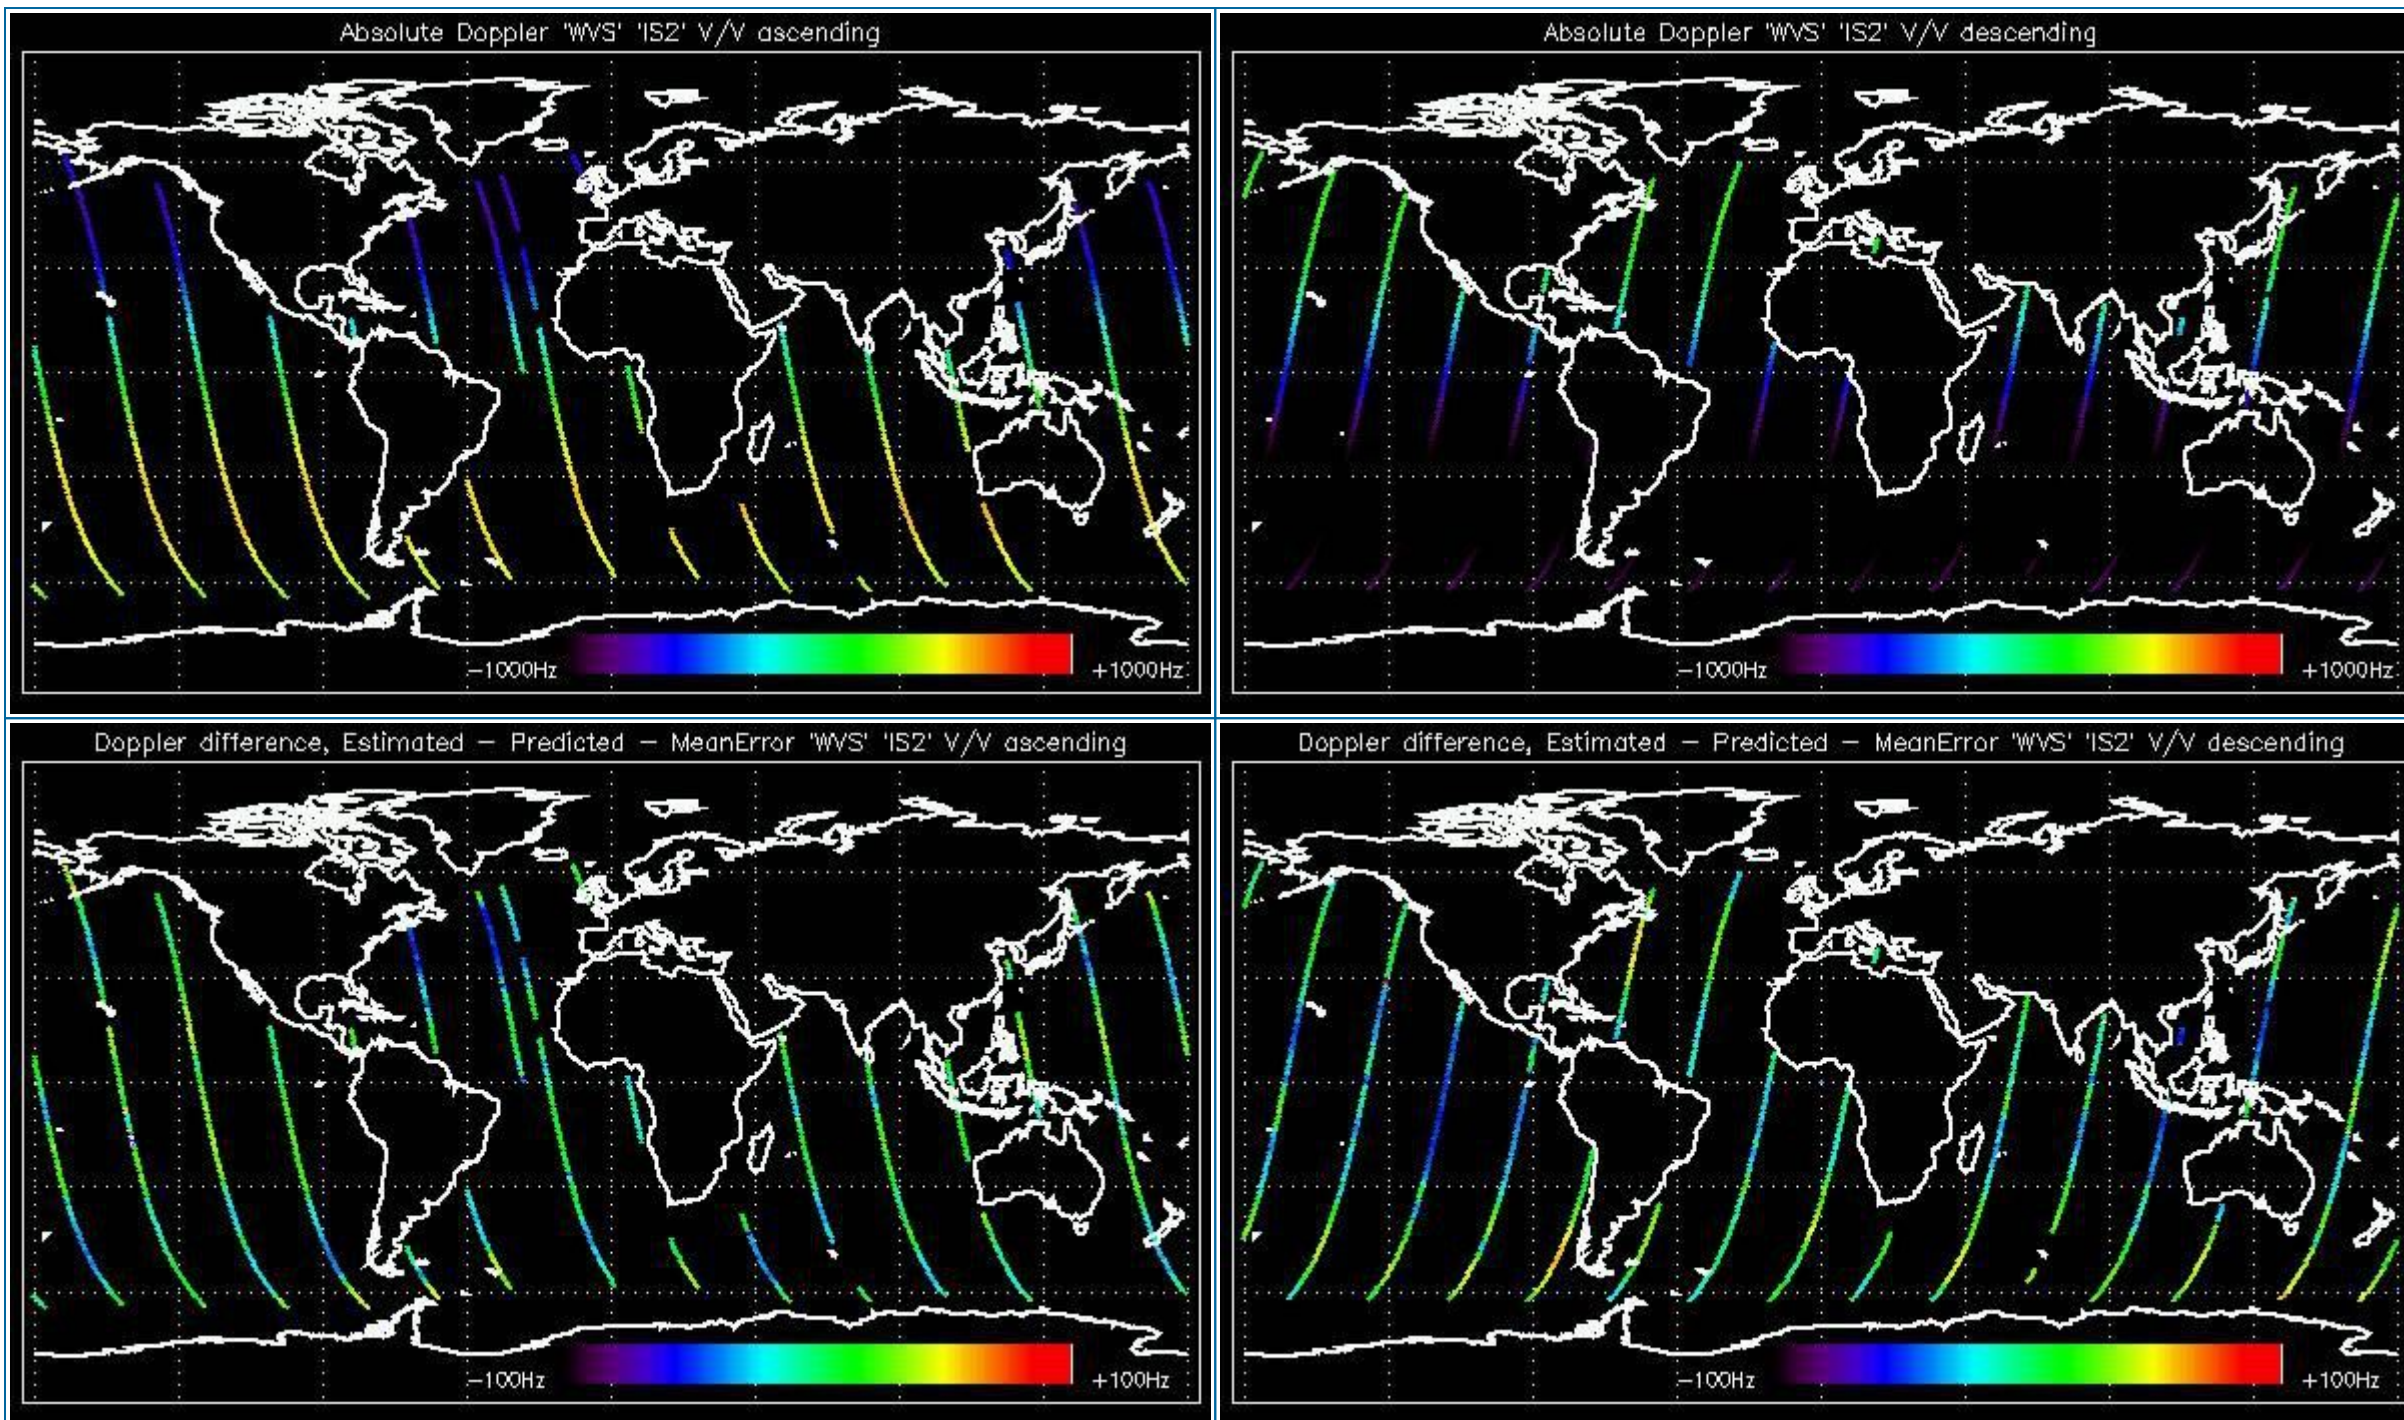 Absolute Doppler 'WVS' 'IS2' V/V ascending
−1000Hz +1000Hz
Absolute Doppler 'WVS' 'IS2' V/V descending
−1000Hz +1000Hz
Doppler difference, Estimated − Predicted − MeanError 'WVS' 'IS2' V/V ascending
−100Hz +100Hz
Doppler difference, Estimated − Predicted − MeanError 'WVS' 'IS2' V/V descending
−100Hz +100Hz